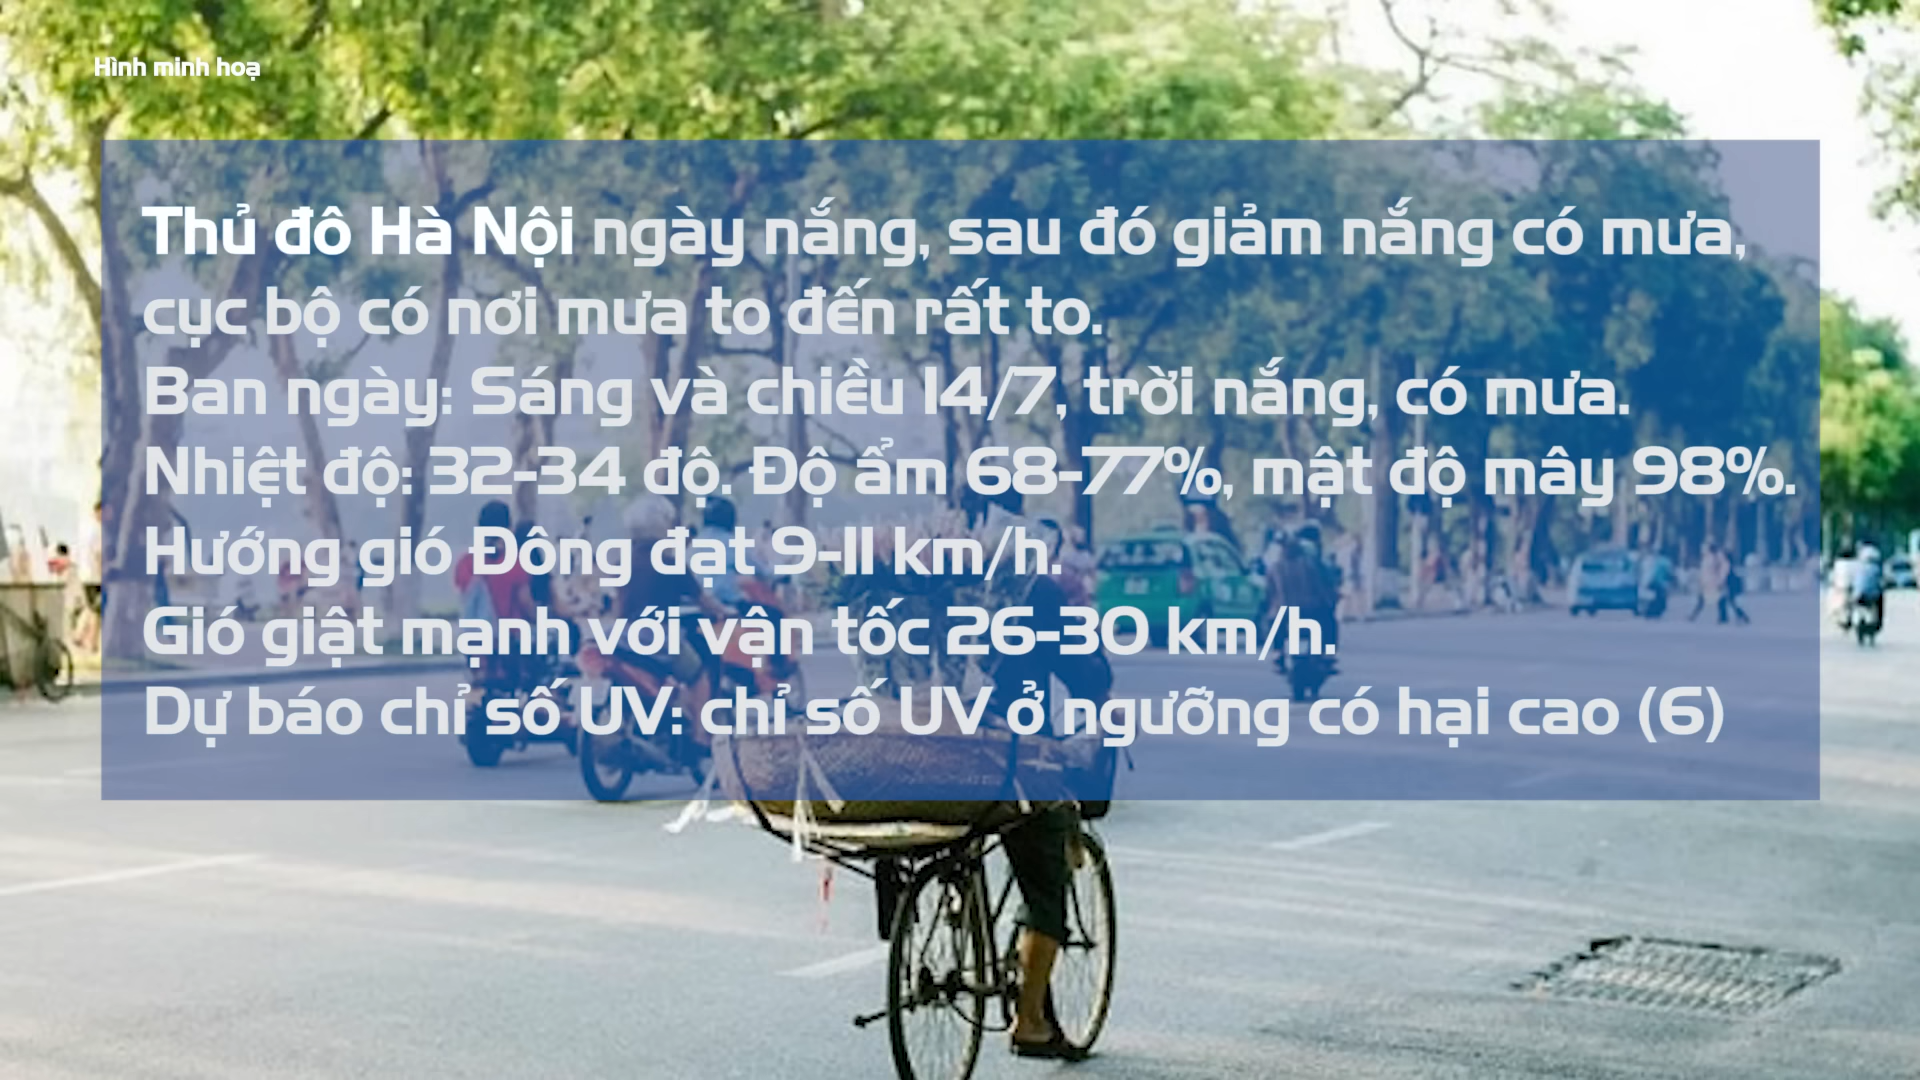 Hình minh hoạ
Thủ đô Hà Nội ngày nắng, sau đó giảm nắng có mưa,
cục bộ có nơi mưa to đến rất to.
Ban ngày: Sáng và chiều 14/7, trời nắng, có mưa.
Nhiệt độ: 32-34 độ. Độ ẩm 68-77%, mật độ mây 98%.
Hướng gió Đông đạt 9-11 km/h.
Gió giật mạnh với vận tốc 26-30 km/h.
Dự báo chỉ số UV: chỉ số UV ở ngưỡng có hại cao (6)